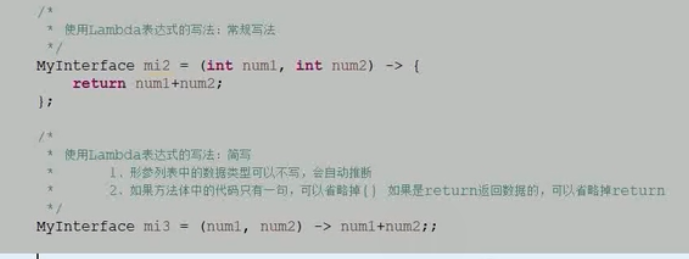 /*
* 使用Lambda表达式的写法：常规写法
*/
MyInterface mi2 = (int num1, int num2) -> {
return num1+num2;
};
/*
* 使用Lambda表达式的写法：简写
* 1、形参列表中的数据类型可以不写，会自动推断
* 2、如果方法体中的代码只有一句，可以省略掉{} 如果是return返回数据的，可以省略掉return
*/
MyInterface mi3 = (num1, num2) -> num1+num2;;